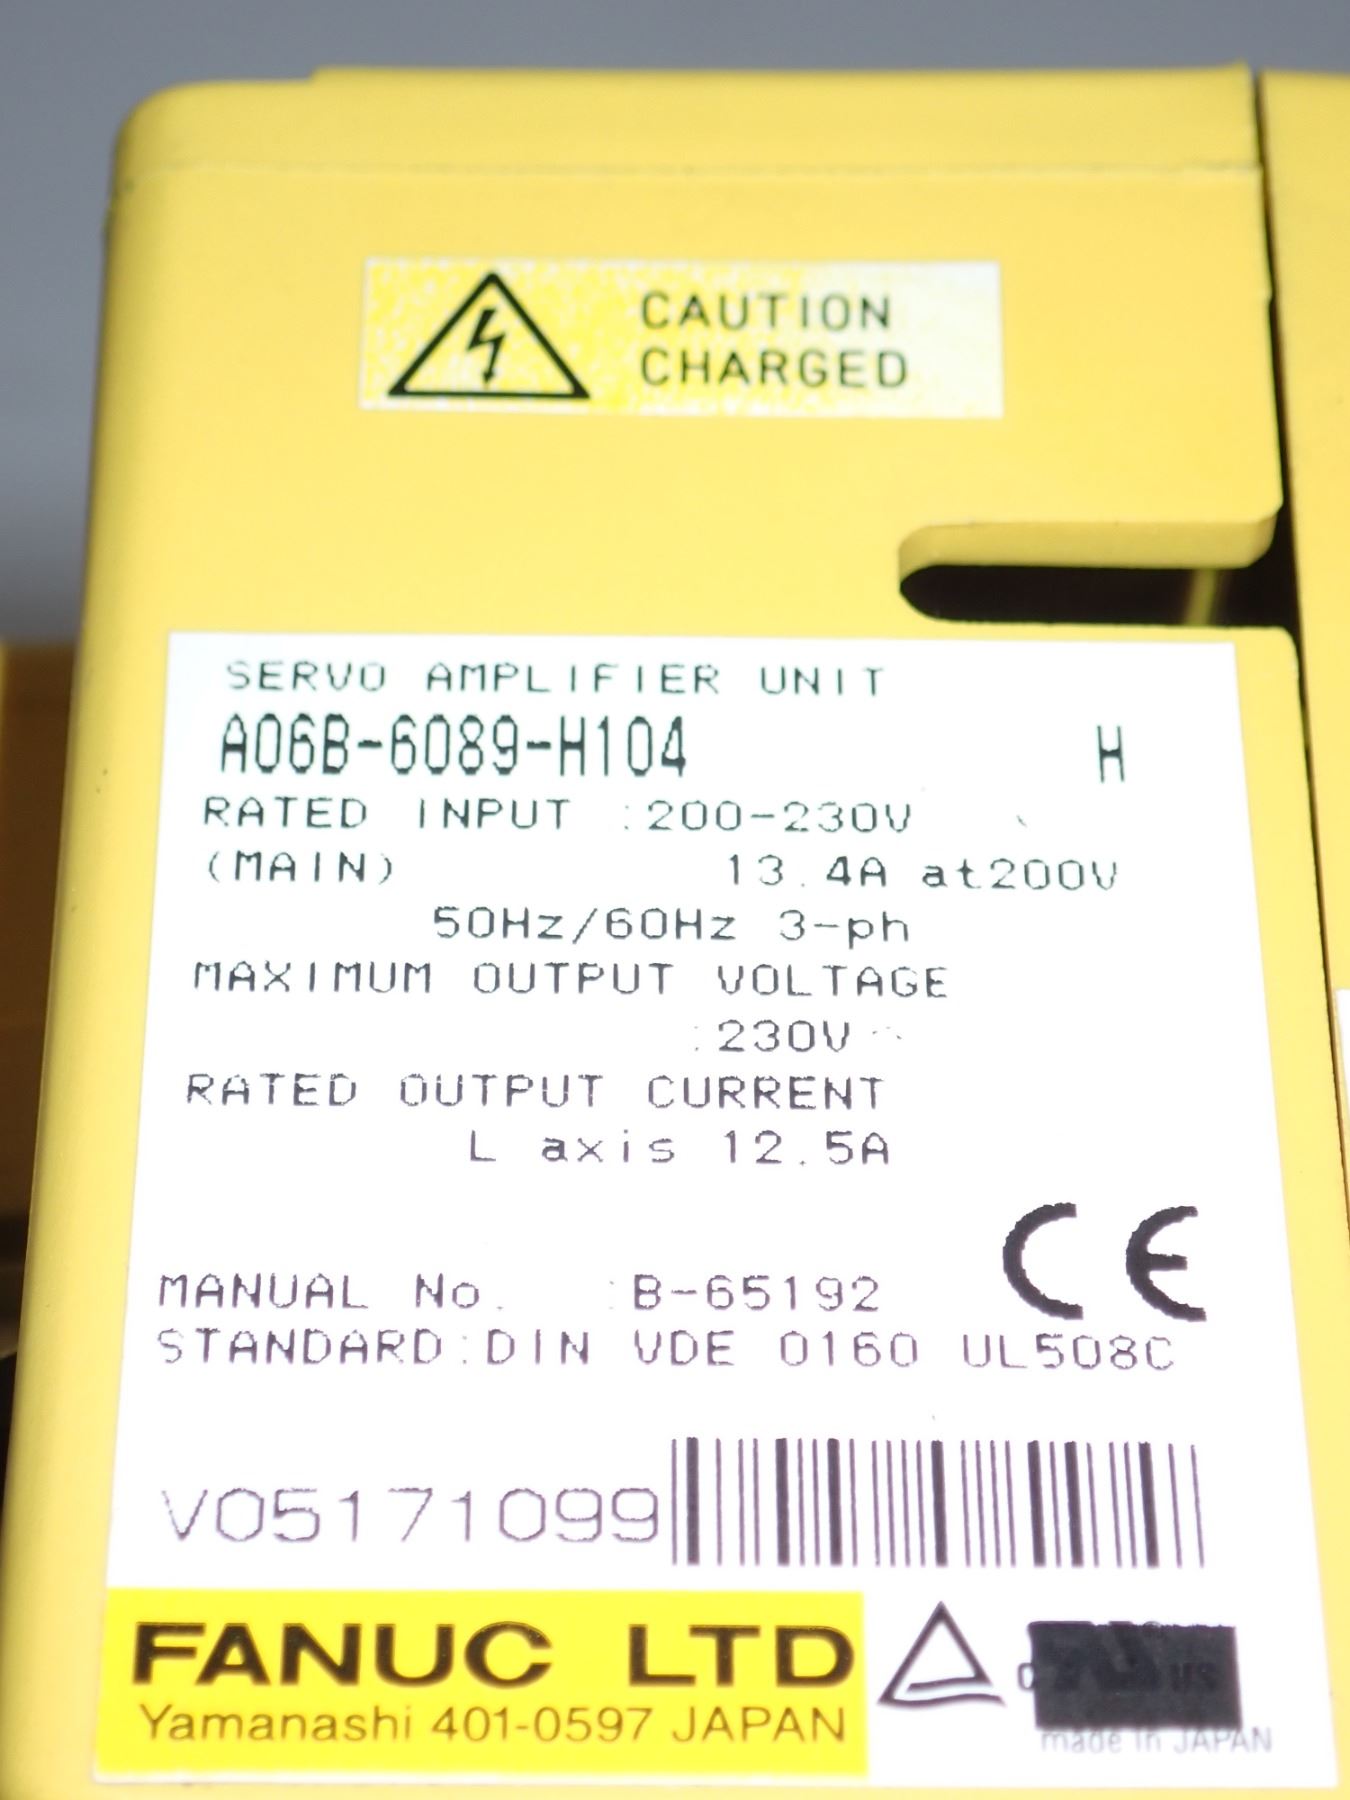 CAUTION
CHARGED
SERVO AMPLIFIER UNIT
A06B-6089-H104 H
RATED INPUT :200-230V
(MAIN) 13.4A at200V
50Hz/60Hz 3-ph
MAXIMUM OUTPUT VOLTAGE
:230V~
RATED OUTPUT CURRENT
L axis 12.5A
CE
MANUAL No. :B-65192
STANDARD:DIN VDE 0160 UL508C
V05171099
FANUC LTD
Yamanashi 401-0597 JAPAN
US
made in JAPAN